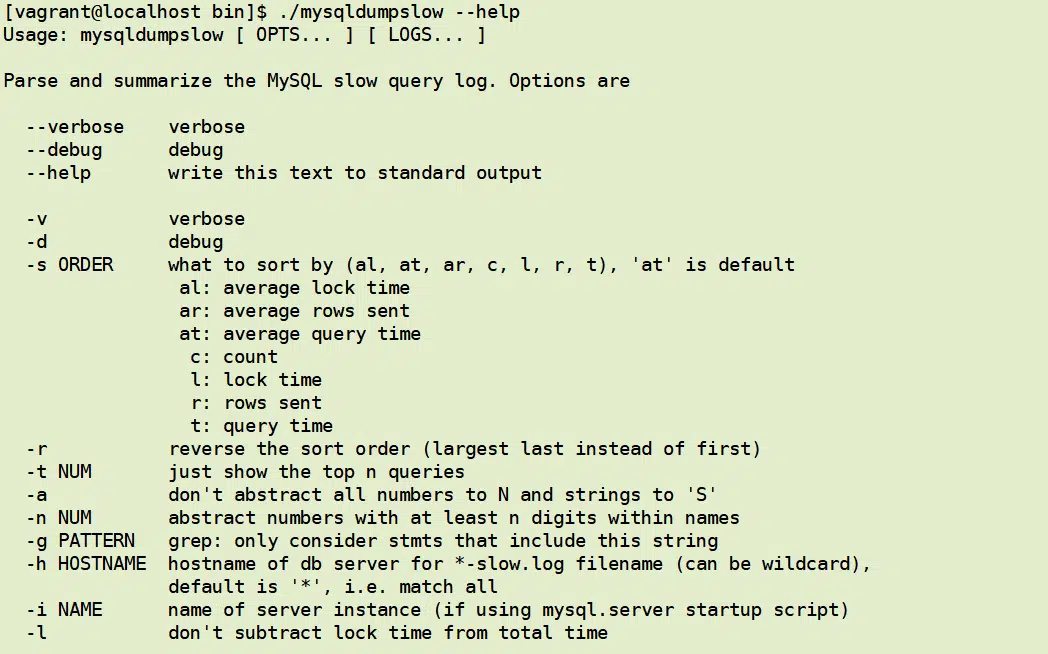 [vagrant@localhost bin]$ ./mysqldumpslow --help
Usage: mysqldumpslow [ OPTS... ] [ LOGS... ]
Parse and summarize the MySQL slow query log. Options are
--verbose    verbose
--debug      debug
--help       write this text to standard output
-v           verbose
-d           debug
-s ORDER     what to sort by (al, at, ar, c, l, r, t), 'at' is default
al: average lock time
ar: average rows sent
at: average query time
c: count
l: lock time
r: rows sent
t: query time
-r           reverse the sort order (largest last instead of first)
-t NUM       just show the top n queries
-a           don't abstract all numbers to N and strings to 'S'
-n NUM       abstract numbers with at least n digits within names
-g PATTERN   grep: only consider stmts that include this string
-h HOSTNAME  hostname of db server for *-slow.log filename (can be wildcard),
default is '*', i.e. match all
-i NAME      name of server instance (if using mysql.server startup script)
-l           don't subtract lock time from total time